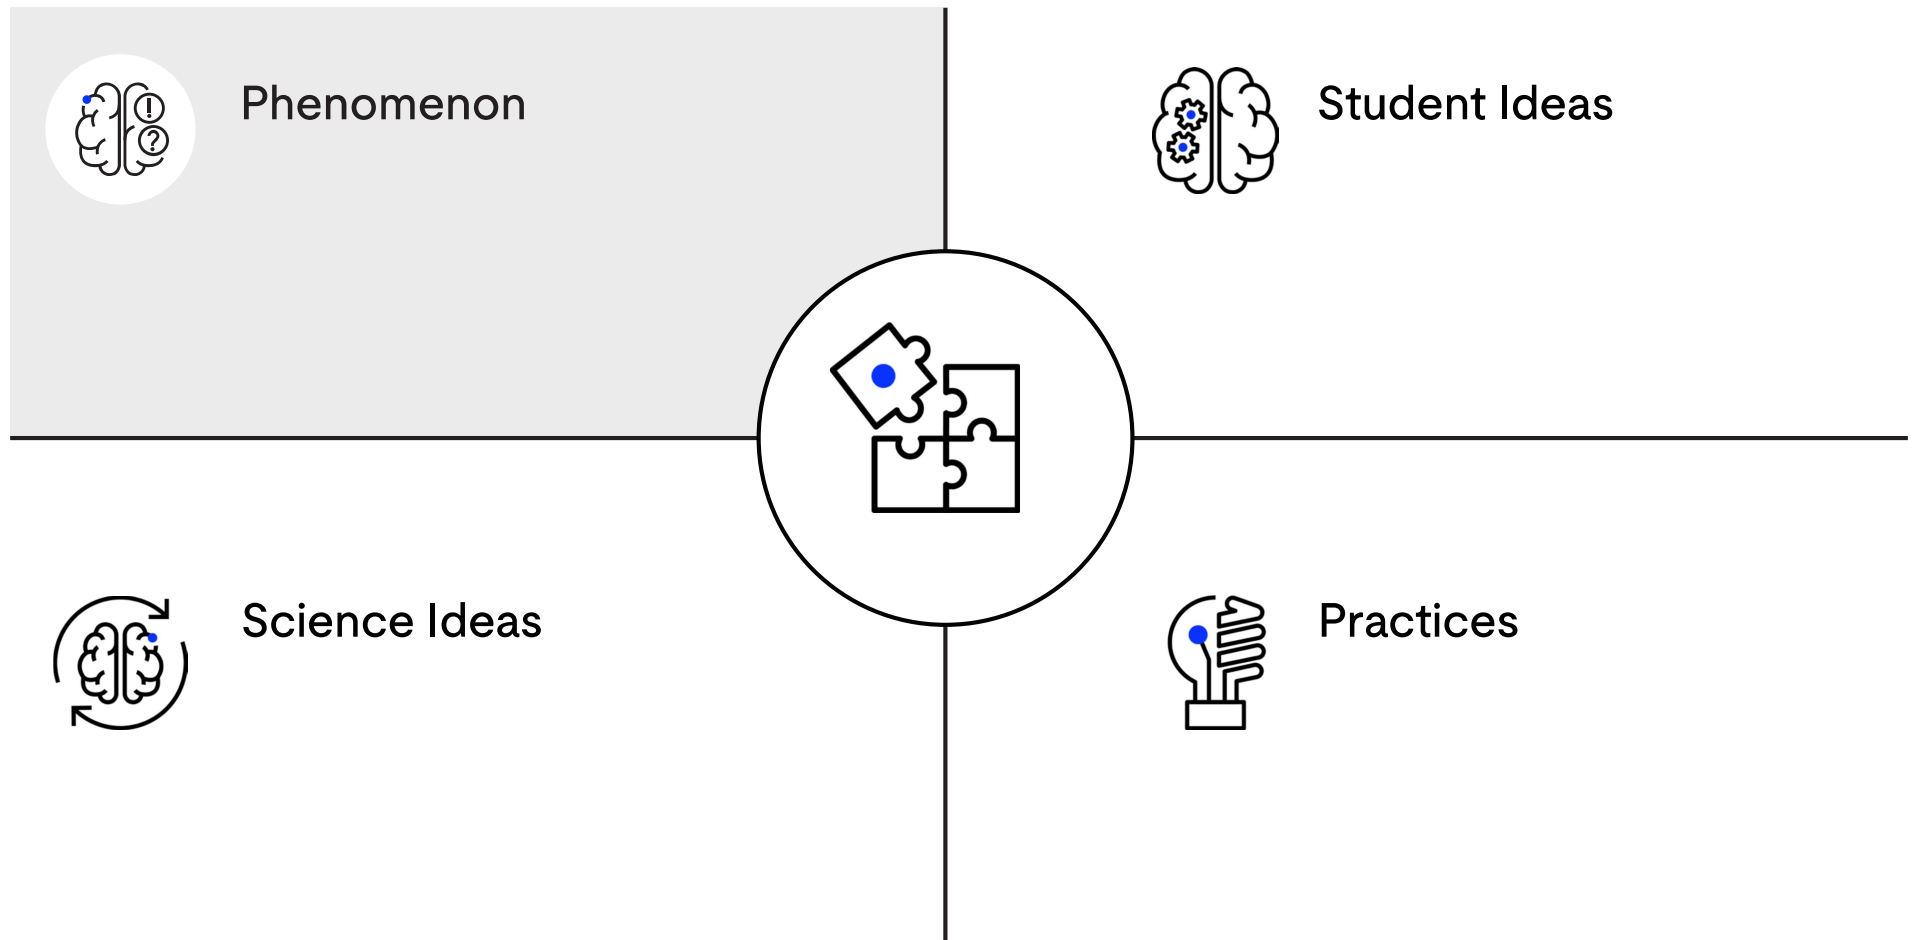 Phenomenon
Student Ideas
!
?
Science Ideas
Practices